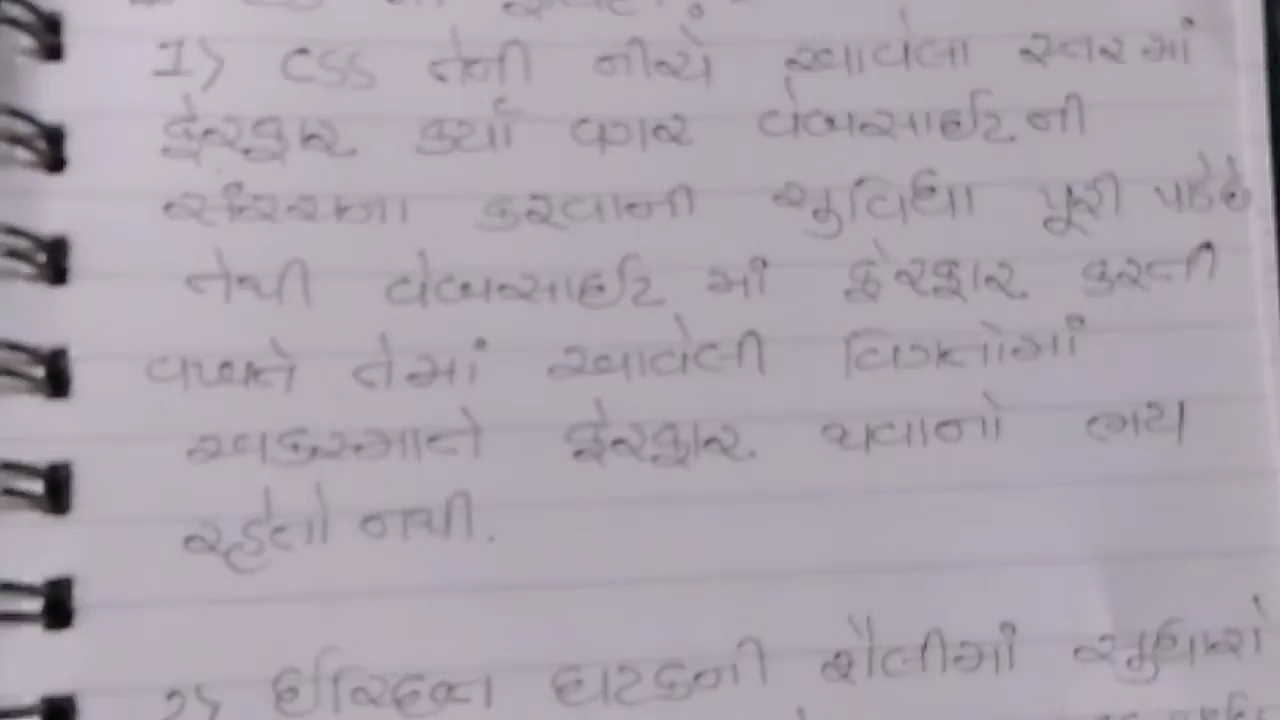 1) CSS તેની નીચે આવેલા સ્તરમાં
ફેરફાર કર્યા વગર વેબસાઈટની
સંરચના કરવાની સુવિધા પૂરી પાડેછે
તેથી વેબસાઈટ માં ફેરફાર કરતી
વખતે તેમાં આવેલી વિગતોમાં
અકસ્માતે ફેરફાર થવાનો ભય
રહેતો નથી.
2) ઈચ્છિત ઘટકની શૈલીમાં સુધારો